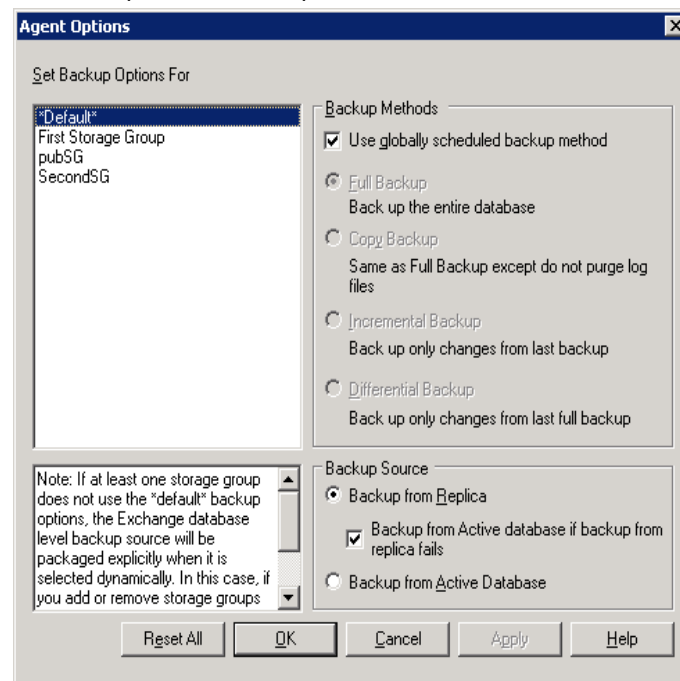 Agent Options
Set Backup Options For
*Default*
First Storage Group
pubSG
SecondSG
Backup Methods
Use globally scheduled backup method
Full Backup
Back up the entire database
Copy Backup
Same as Full Backup except do not purge log
files
Incremental Backup
Back up only changes from last backup
Differential Backup
Back up only changes from last full backup
Note: If at least one storage group
does not use the *default* backup
options, the Exchange database
level backup source will be
packaged explicitly when it is
selected dynamically. In this case, if
you add or remove storage groups
Backup Source
Backup from Replica
Backup from Active database if backup from
replica fails
Backup from Active Database
Reset All
OK
Cancel
Apply
Help